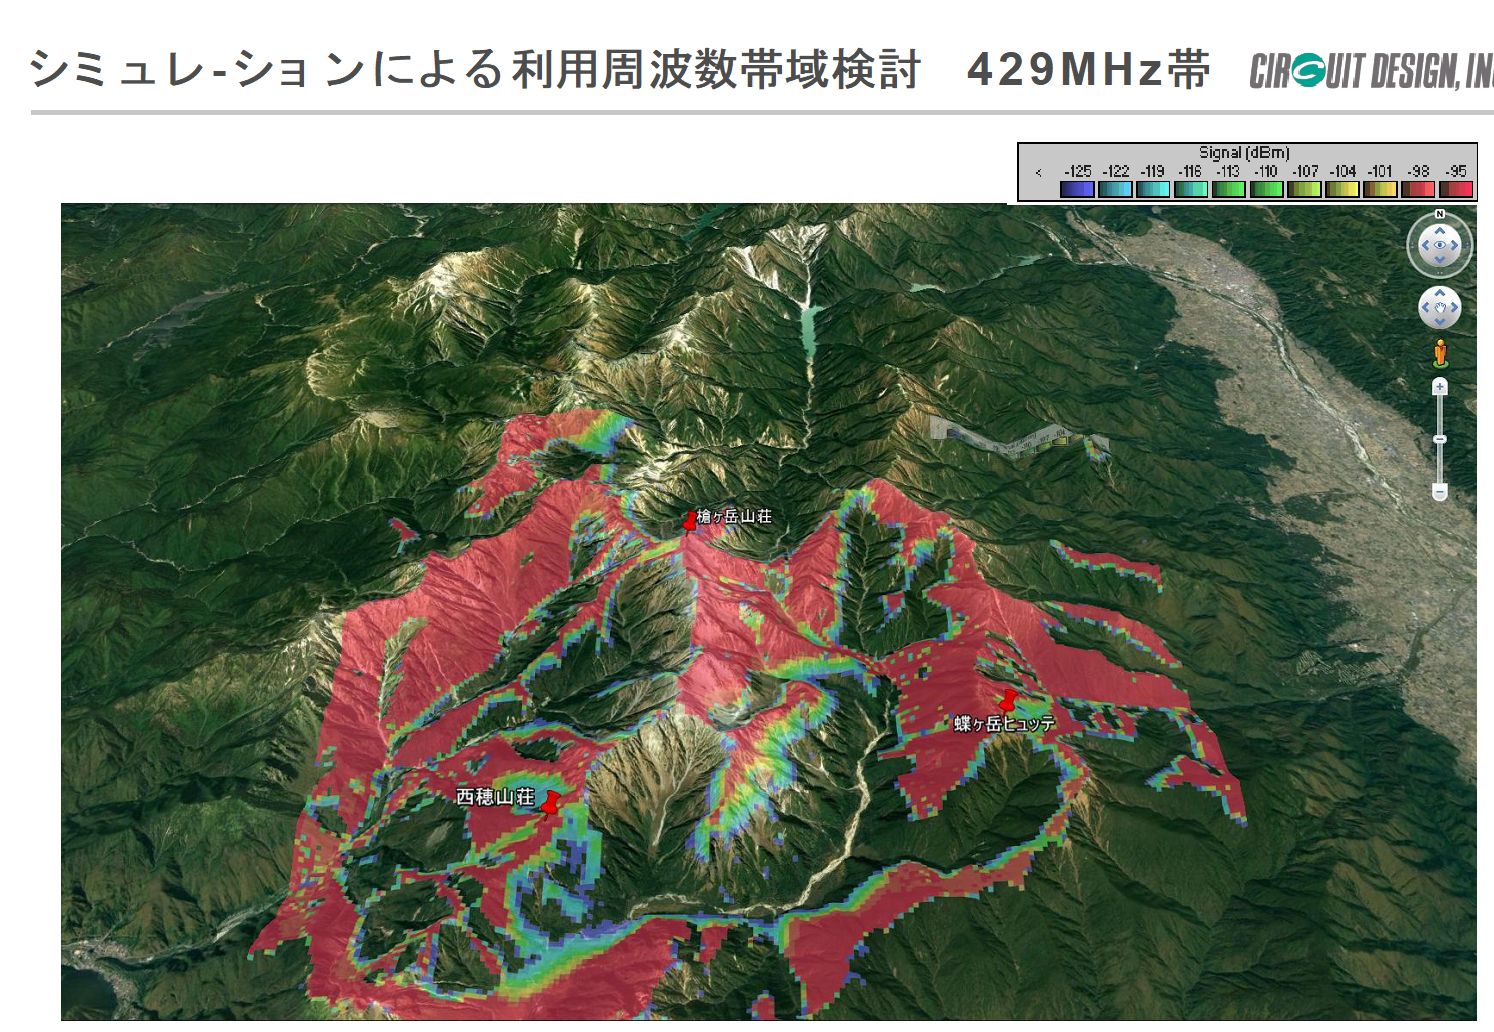 シミュレ-ションによる利用周波数帯域検討　429MHz帯
CIRCUIT DESIGN, IN
Signal (dBm)
< -125 -122 -119 -116 -113 -110 -107 -104 -101 -98 -95
N
槍ヶ岳山荘
蝶ヶ岳ヒュッテ
西穂山荘